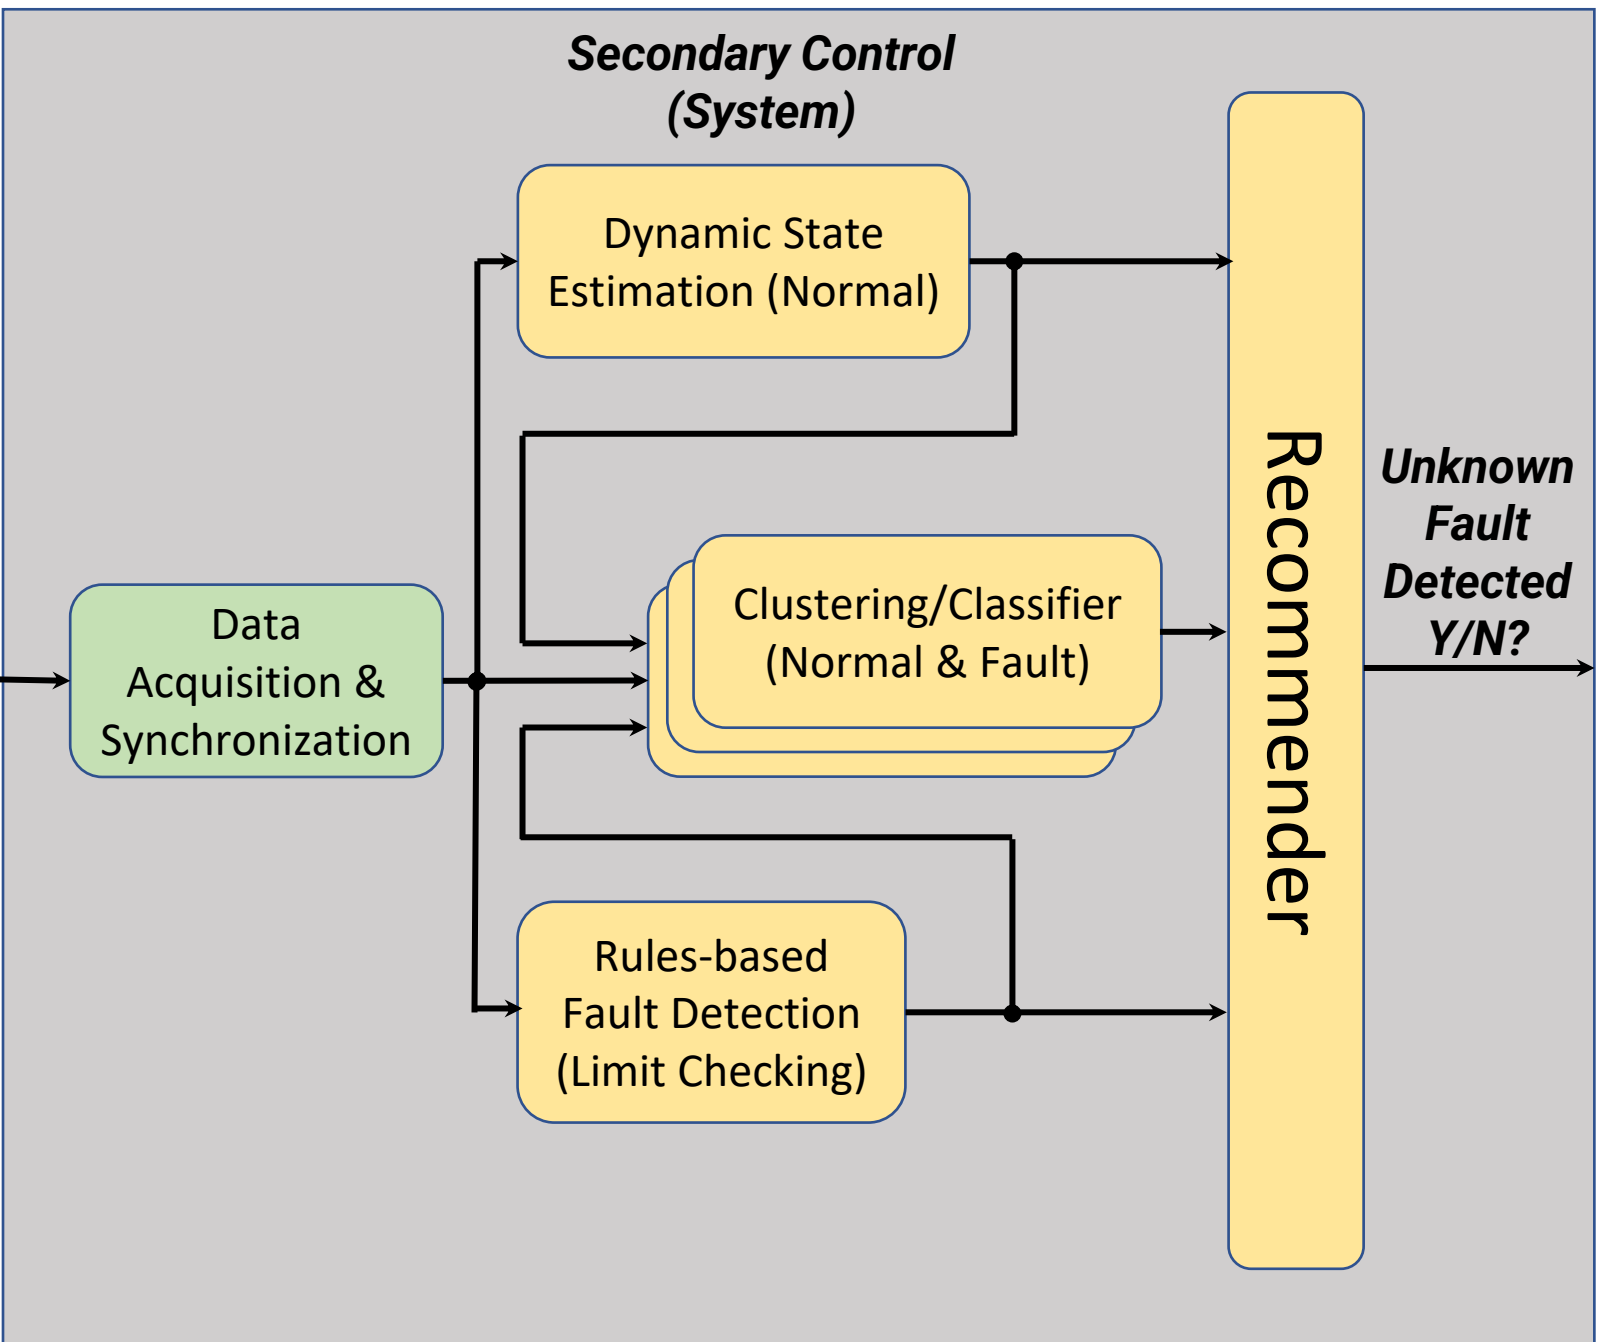 Secondary Control
(System)
Dynamic State
Estimation (Normal)
Data
Acquisition &
Synchronization
Clustering/Classifier
(Normal & Fault)
Rules-based
Fault Detection
(Limit Checking)
Recommender
Unknown
Fault
Detected
Y/N?